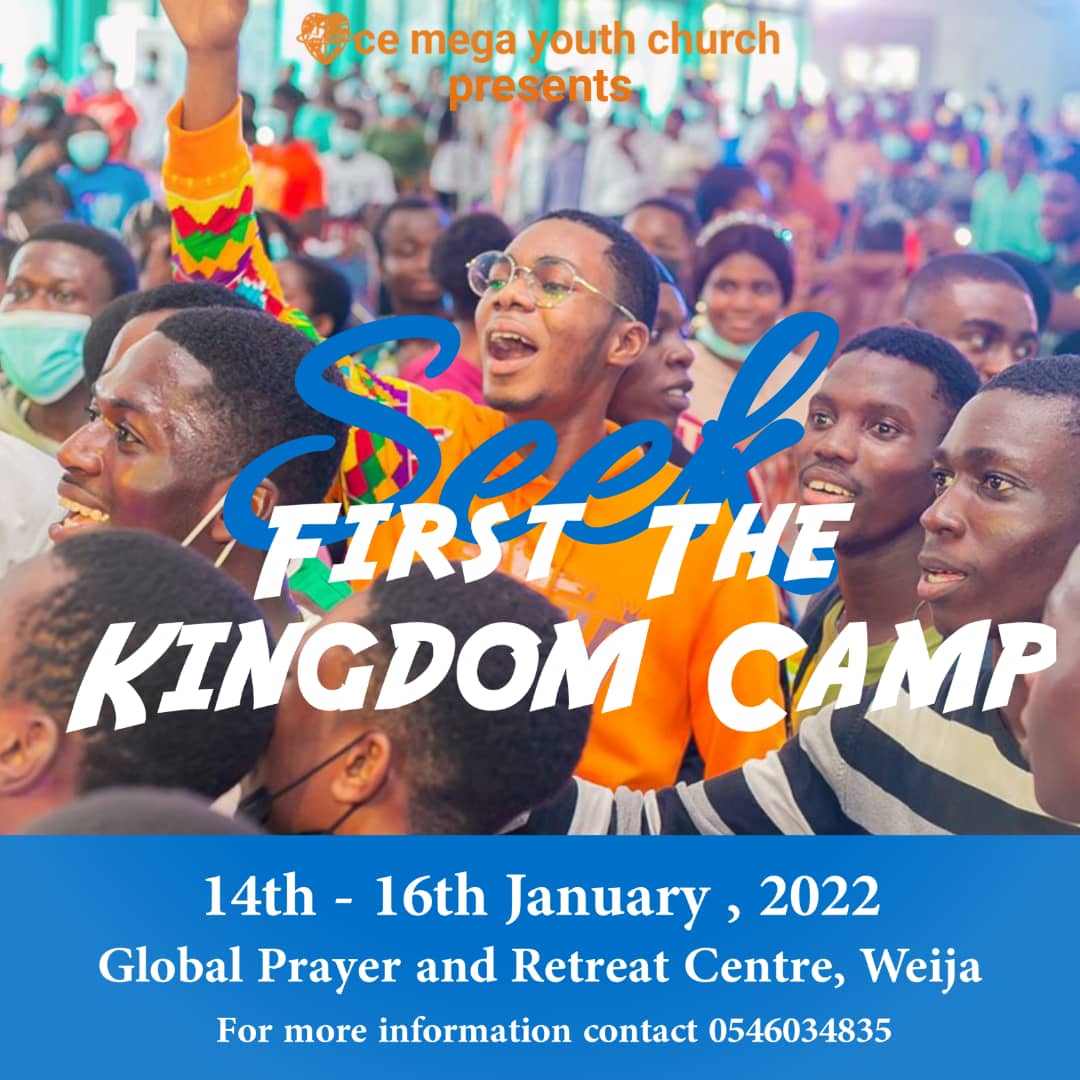 ce mega youth church
presents
Seek
First The
Kingdom Camp
14th - 16th January , 2022
Global Prayer and Retreat Centre, Weija
For more information contact 0546034835